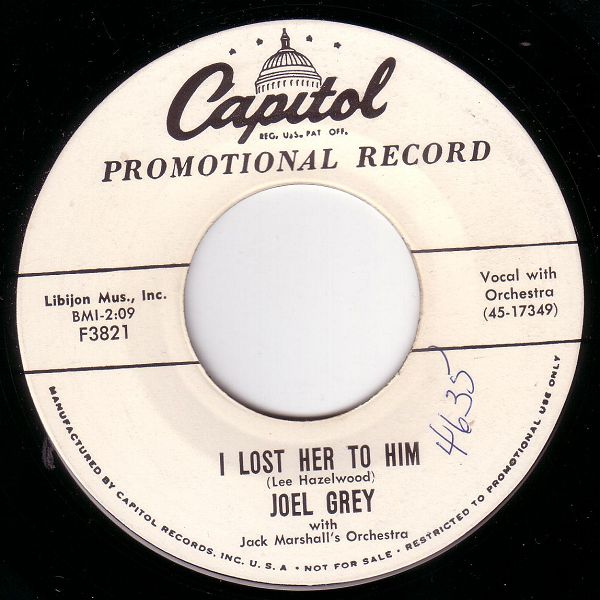 Capitol
REG. U.S. PAT OFF.
PROMOTIONAL RECORD
Libijon Mus., Inc.
BMI-2:09
F3821
Vocal with
Orchestra
(45-17349)
4635
I LOST HER TO HIM
(Lee Hazelwood)
JOEL GREY
with
Jack Marshall's Orchestra
MANUFACTURED BY CAPITOL RECORDS, INC. U.S.A • NOT FOR SALE • RESTRICTED TO PROMOTIONAL USE ONLY